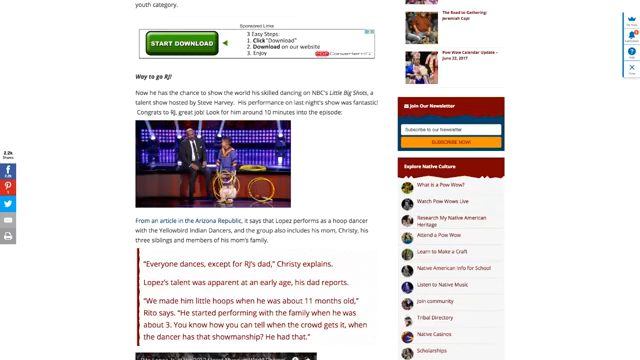 youth category.
Sponsored Links
START DOWNLOAD
3 Easy Steps:
1. Click "Download"
2. Download on our website
3. Enjoy
Way to go RJ!
Now he has the chance to show the world his skilled dancing on NBC's Little Big Shots, a
talent show hosted by Steve Harvey. His performance on last night's show was fantastic!
Congrats to RJ, great job! Look for him around 10 minutes into the episode:
From an article in the Arizona Republic, it says that Lopez performs as a hoop dancer
with the Yellowbird Indian Dancers, and the group also includes his mom, Christy, his
three siblings and members of his mom's family.
"Everyone dances, except for RJ's dad," Christy explains.
Lopez's talent was apparent at an early age, his dad reports.
"We made him little hoops when he was about 11 months old,"
Rito says. "He started performing with the family when he was
about 3. You know how you can tell when the crowd gets it, when
the dancer has that showmanship? He had that."
2.2k
Shares
The Road to Gathering:
Jeremiah Capi
Pow Wow Calendar Update –
June 22, 2017
Join Our Newsletter
Subscribe to our Newsletter
SUBSCRIBE NOW!
Explore Native Culture
What is a Pow Wow?
Watch Pow Wows Live
Research My Native American
Heritage
Attend a Pow Wow
Learn to Make a Craft
Native American Info for School
Listen to Native Music
Join community
Tribal Directory
Native Casinos
Scholarships